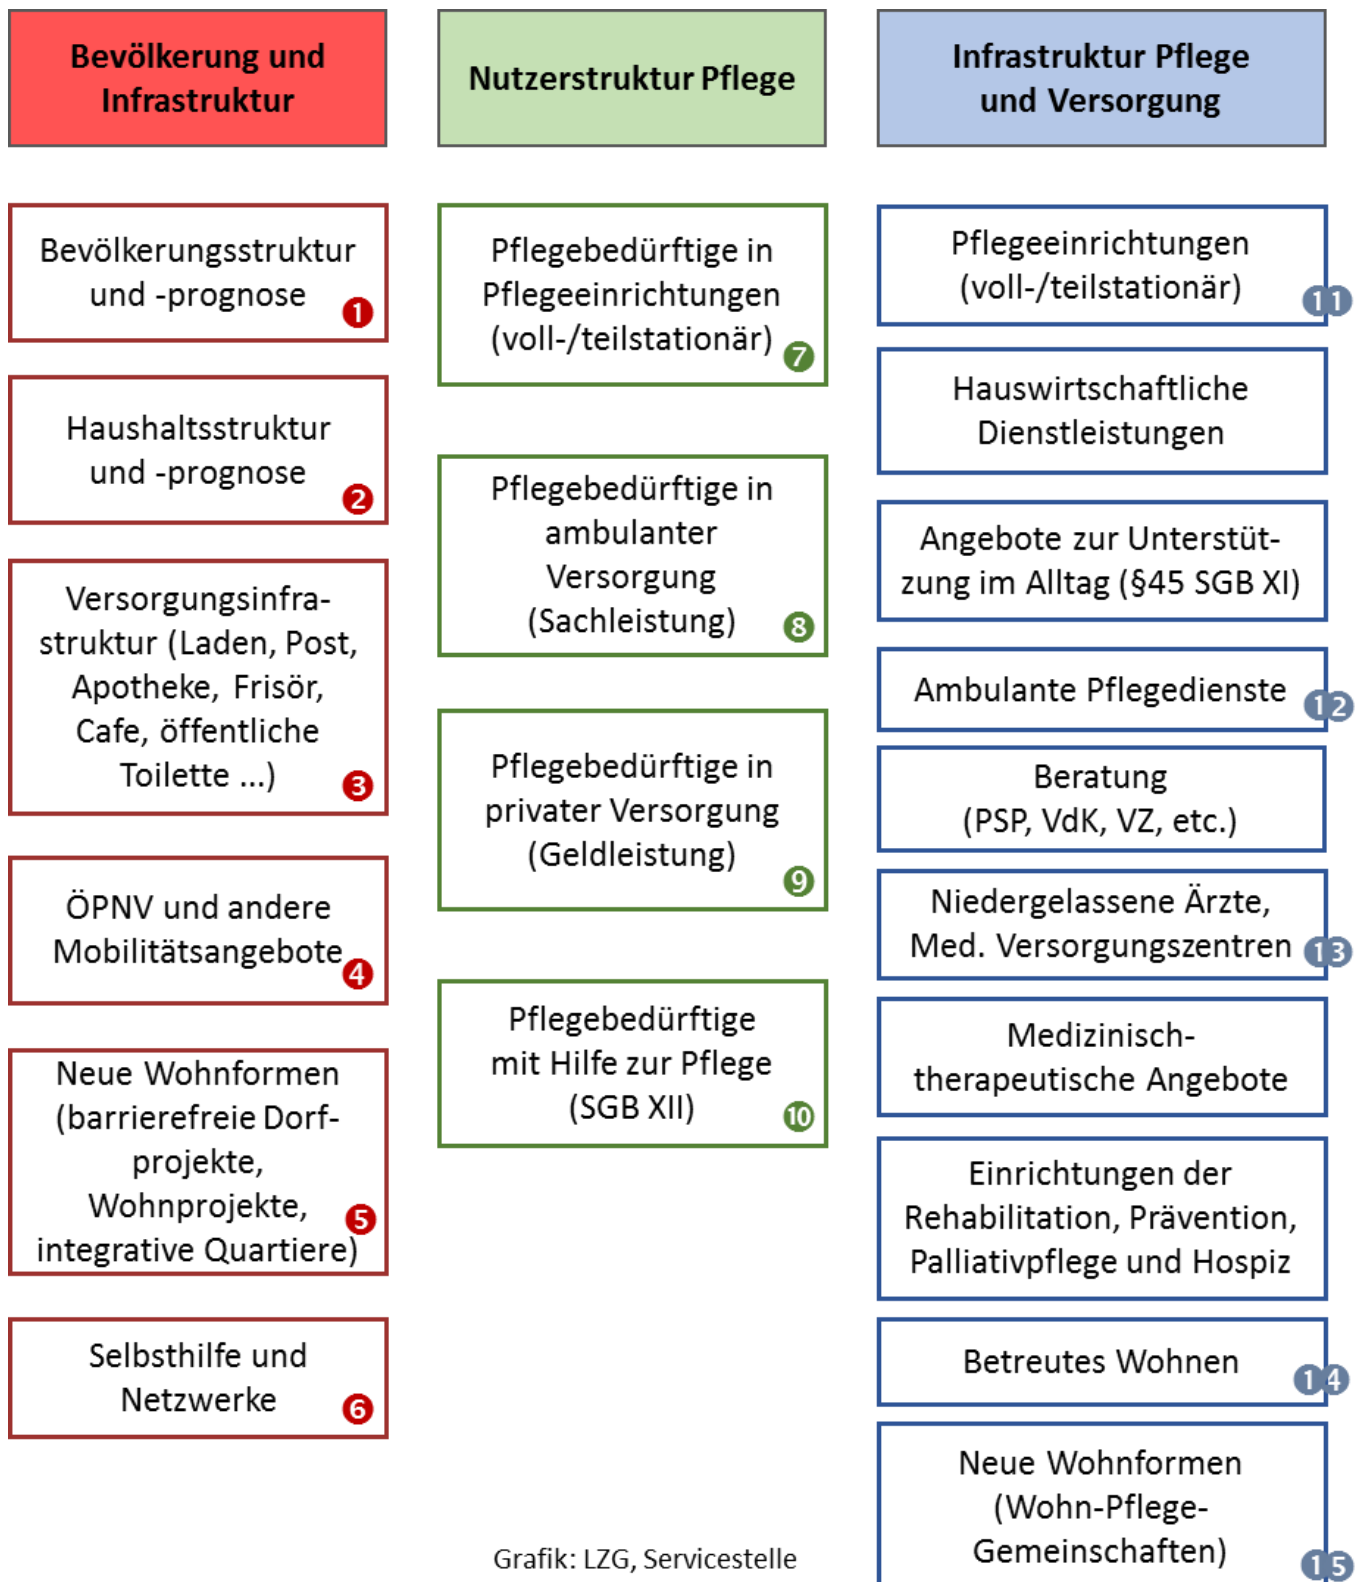 Bevölkerung und
Infrastruktur
Bevölkerungsstruktur
und -prognose
1
Haushaltsstruktur
und -prognose
2
Versorgungsinfra-
struktur (Laden, Post,
Apotheke, Frisör,
Cafe, öffentliche
Toilette ...)
3
ÖPNV und andere
Mobilitätsangebote
4
Neue Wohnformen
(barrierefreie Dorf-
projekte,
Wohnprojekte,
integrative Quartiere)
5
Selbsthilfe und
Netzwerke
6
Nutzerstruktur Pflege
Pflegebedürftige in
Pflegeeinrichtungen
(voll-/teilstationär)
7
Pflegebedürftige in
ambulanter
Versorgung
(Sachleistung)
8
Pflegebedürftige in
privater Versorgung
(Geldleistung)
9
Pflegebedürftige
mit Hilfe zur Pflege
(SGB XII)
10
Infrastruktur Pflege
und Versorgung
Pflegeeinrichtungen
(voll-/teilstationär)
11
Hauswirtschaftliche
Dienstleistungen
Angebote zur Unterstüt-
zung im Alltag (§45 SGB XI)
Ambulante Pflegedienste
12
Beratung
(PSP, VdK, VZ, etc.)
Niedergelassene Ärzte,
Med. Versorgungszentren
13
Medizinisch-
therapeutische Angebote
Einrichtungen der
Rehabilitation, Prävention,
Palliativpflege und Hospiz
Betreutes Wohnen
14
Neue Wohnformen
(Wohn-Pflege-
Gemeinschaften)
15
Grafik: LZG, Servicestelle